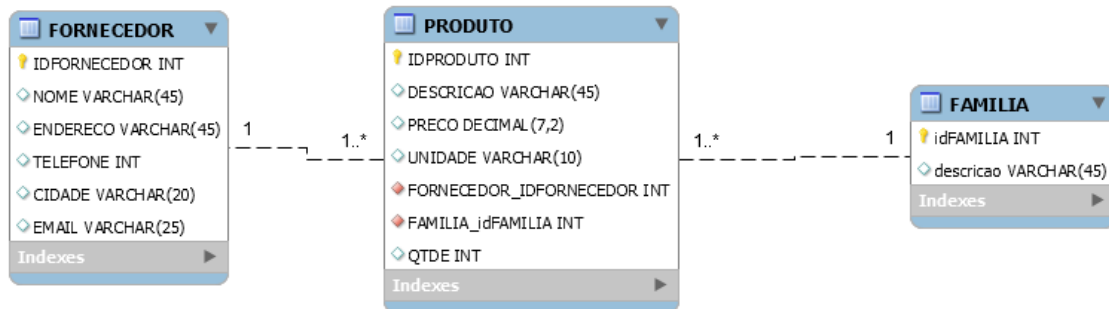 FORNECEDOR
IDFORNECEDOR INT
NOME VARCHAR(45)
ENDERECO VARCHAR(45)
TELEFONE INT
CIDADE VARCHAR(20)
EMAIL VARCHAR(25)
Indexes
1
1..*
PRODUTO
IDPRODUTO INT
DESCRICAO VARCHAR(45)
PRECO DECIMAL(7,2)
UNIDADE VARCHAR(10)
FORNECEDOR_IDFORNECEDOR INT
FAMILIA_idFAMILIA INT
QTDE INT
Indexes
1..*
1
FAMILIA
idFAMILIA INT
descricao VARCHAR(45)
Indexes